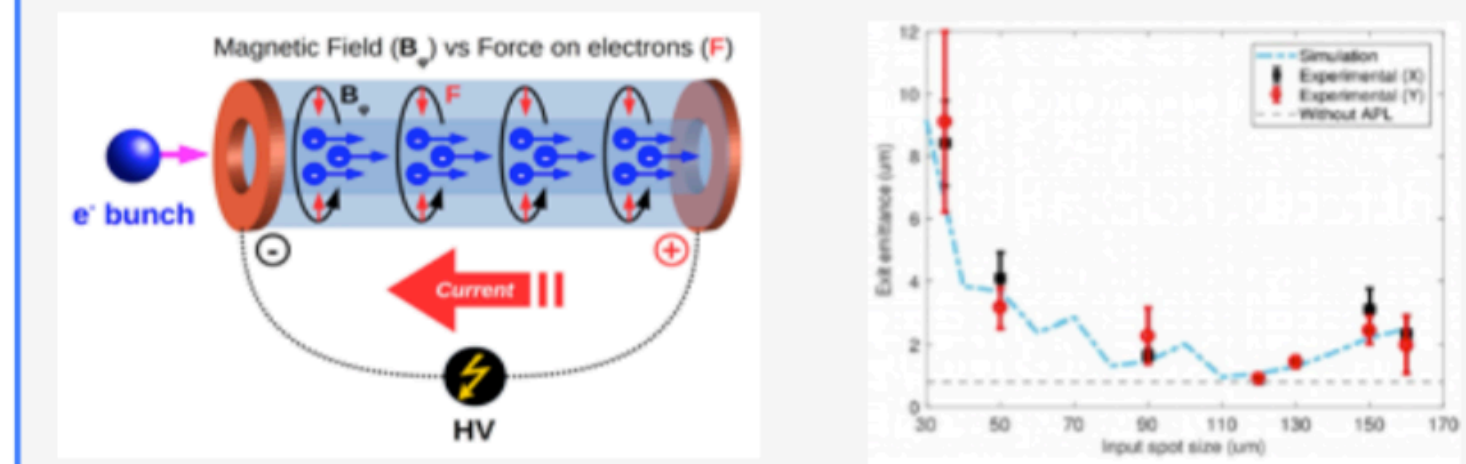 Magnetic Field (Bφ) vs Force on electrons (F)
Bφ
F
e⁻ bunch
-
+
Current
HV
12
10
8
6
4
2
0
Exit emittance (um)
Simulation
Experimental (X)
Experimental (Y)
Without APL
30 50 70 90 110 130 150 170
Input spot size (um)